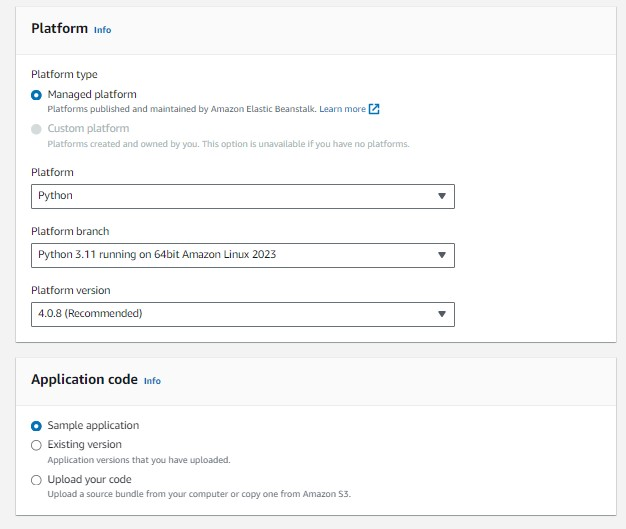 Platform Info
Platform type
Managed platform
Platforms published and maintained by Amazon Elastic Beanstalk. Learn more
Custom platform
Platforms created and owned by you. This option is unavailable if you have no platforms.
Platform
Python
Platform branch
Python 3.11 running on 64bit Amazon Linux 2023
Platform version
4.0.8 (Recommended)
Application code Info
Sample application
Existing version
Application versions that you have uploaded.
Upload your code
Upload a source bundle from your computer or copy one from Amazon S3.